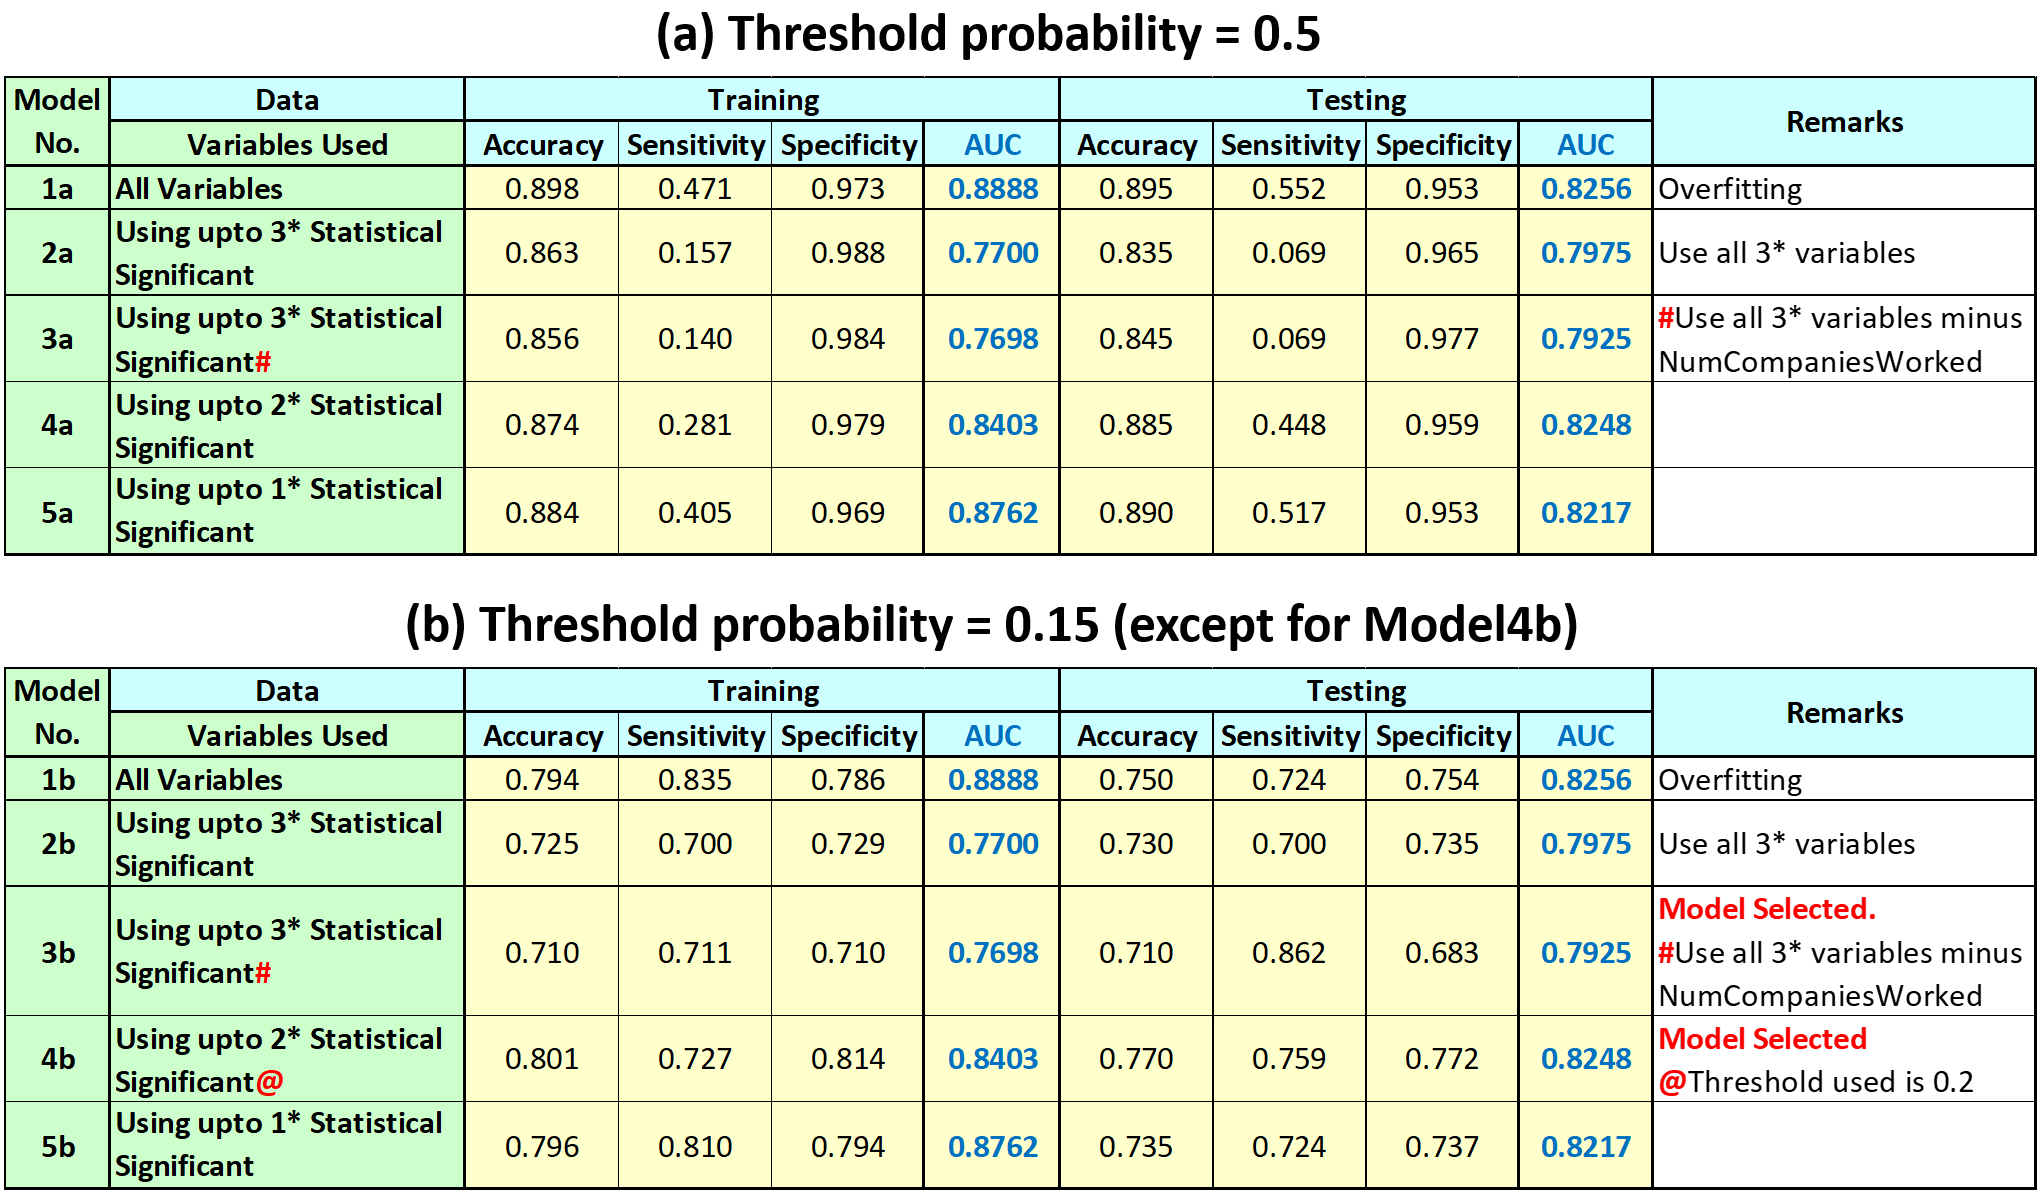 (a) Threshold probability = 0.5
Model No. Data Training Testing Remarks
Variables Used Accuracy Sensitivity Specificity AUC Accuracy Sensitivity Specificity AUC
1a All Variables 0.898 0.471 0.973 0.8888 0.895 0.552 0.953 0.8256 Overfitting
2a Using upto 3* Statistical Significant 0.863 0.157 0.988 0.7700 0.835 0.069 0.965 0.7975 Use all 3* variables
3a Using upto 3* Statistical Significant# 0.856 0.140 0.984 0.7698 0.845 0.069 0.977 0.7925 #Use all 3* variables minus NumCompaniesWorked
4a Using upto 2* Statistical Significant 0.874 0.281 0.979 0.8403 0.885 0.448 0.959 0.8248
5a Using upto 1* Statistical Significant 0.884 0.405 0.969 0.8762 0.890 0.517 0.953 0.8217
(b) Threshold probability = 0.15 (except for Model4b)
Model No. Data Training Testing Remarks
Variables Used Accuracy Sensitivity Specificity AUC Accuracy Sensitivity Specificity AUC
1b All Variables 0.794 0.835 0.786 0.8888 0.750 0.724 0.754 0.8256 Overfitting
2b Using upto 3* Statistical Significant 0.725 0.700 0.729 0.7700 0.730 0.700 0.735 0.7975 Use all 3* variables
3b Using upto 3* Statistical Significant# 0.710 0.711 0.710 0.7698 0.710 0.862 0.683 0.7925 Model Selected. #Use all 3* variables minus NumCompaniesWorked
4b Using upto 2* Statistical Significant@ 0.801 0.727 0.814 0.8403 0.770 0.759 0.772 0.8248 Model Selected @Threshold used is 0.2
5b Using upto 1* Statistical Significant 0.796 0.810 0.794 0.8762 0.735 0.724 0.737 0.8217